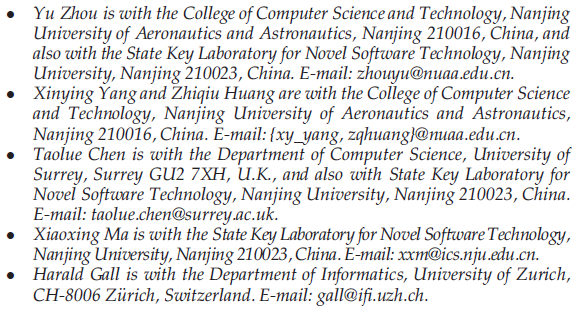 • Yu Zhou is with the College of Computer Science and Technology, Nanjing
University of Aeronautics and Astronautics, Nanjing 210016, China, and
also with the State Key Laboratory for Novel Software Technology, Nanjing
University, Nanjing 210023, China. E-mail: zhouyu@nuaa.edu.cn.
• Xinying Yang and Zhiqiu Huang are with the College of Computer Science
and Technology, Nanjing University of Aeronautics and Astronautics,
Nanjing 210016, China. E-mail: {xy_yang, zqhuang}@nuaa.edu.cn.
• Taolue Chen is with the Department of Computer Science, University of
Surrey, Surrey GU2 7XH, U.K., and also with State Key Laboratory for
Novel Software Technology, Nanjing University, Nanjing 210023, China.
E-mail: taolue.chen@surrey.ac.uk.
• Xiaoxing Ma is with the State Key Laboratory for Novel Software Technology,
Nanjing University, Nanjing 210023, China. E-mail: xxm@ics.nju.edu.cn.
• Harald Gall is with the Department of Informatics, University of Zurich,
CH-8006 Zürich, Switzerland. E-mail: gall@ifi.uzh.ch.